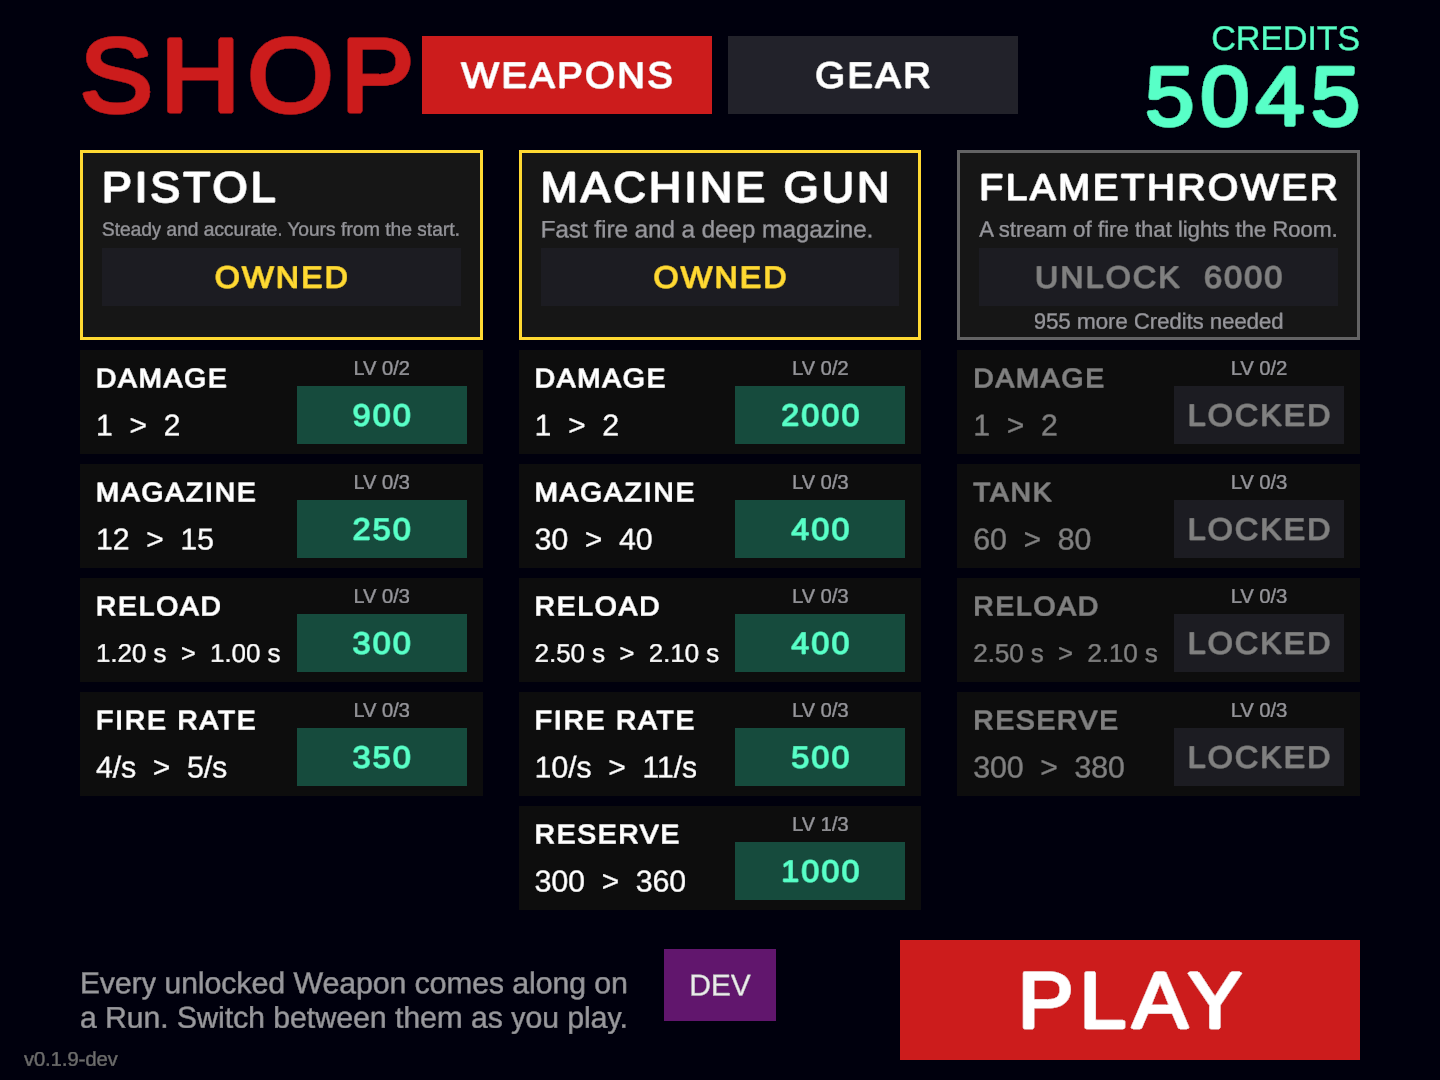 SHOP
WEAPONS
GEAR
CREDITS
5045
PISTOL
Steady and accurate. Yours from the start.
OWNED
MACHINE GUN
Fast fire and a deep magazine.
OWNED
FLAMETHROWER
A stream of fire that lights the Room.
UNLOCK 6000
955 more Credits needed
DAMAGE
LV 0/2
1 > 2
900
MAGAZINE
LV 0/3
12 > 15
250
RELOAD
LV 0/3
1.20 s > 1.00 s
300
FIRE RATE
LV 0/3
4/s > 5/s
350
DAMAGE
LV 0/2
1 > 2
2000
MAGAZINE
LV 0/3
30 > 40
400
RELOAD
LV 0/3
2.50 s > 2.10 s
400
FIRE RATE
LV 0/3
10/s > 11/s
500
RESERVE
LV 1/3
300 > 360
1000
DAMAGE
LV 0/2
1 > 2
LOCKED
TANK
LV 0/3
60 > 80
LOCKED
RELOAD
LV 0/3
2.50 s > 2.10 s
LOCKED
RESERVE
LV 0/3
300 > 380
LOCKED
Every unlocked Weapon comes along on
a Run. Switch between them as you play.
DEV
PLAY
v0.1.9-dev